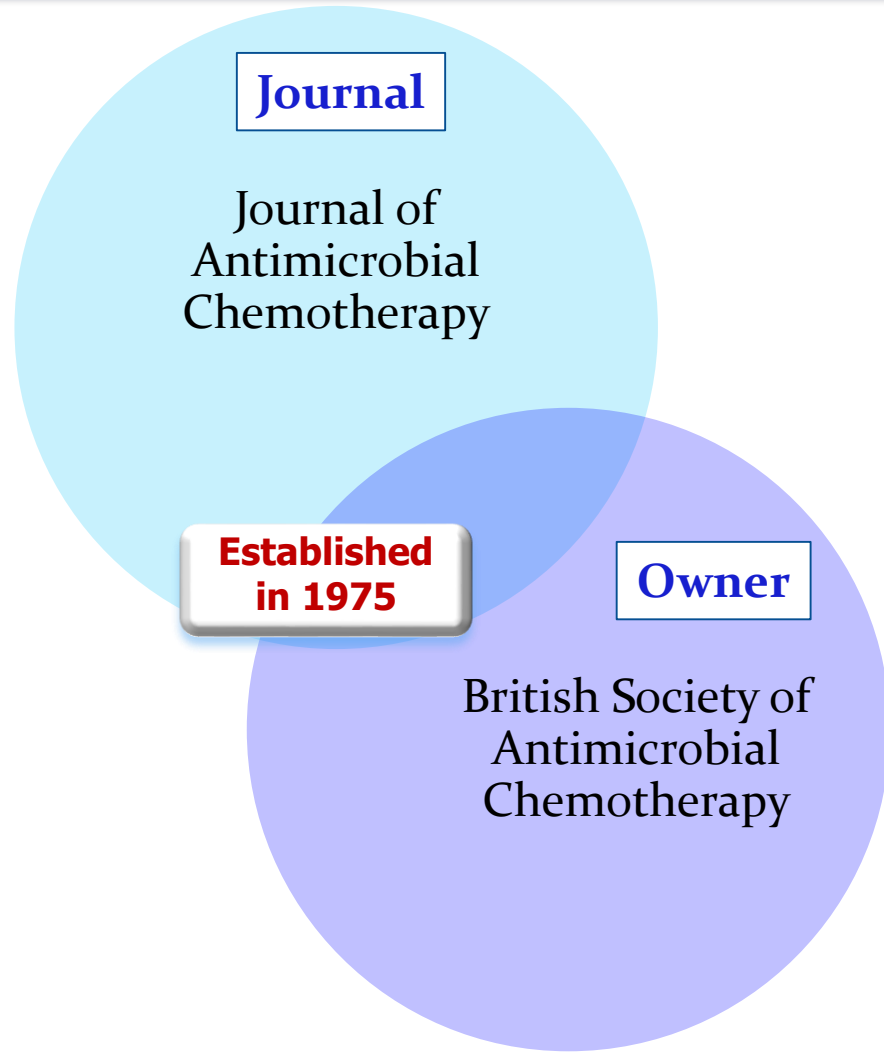 Journal
Journal of
Antimicrobial
Chemotherapy
Established
in 1975
Owner
British Society of
Antimicrobial
Chemotherapy